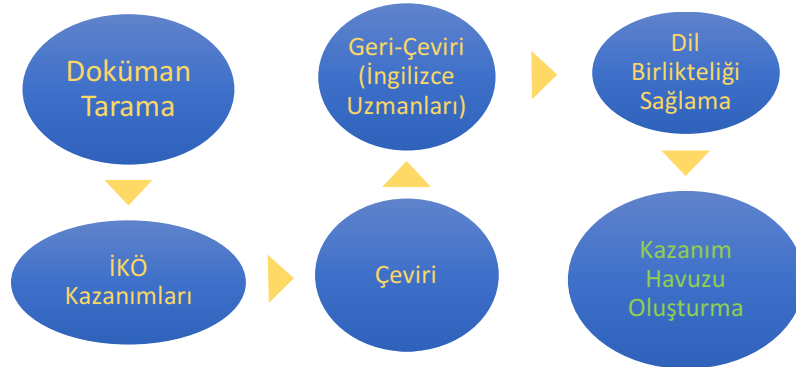 Doküman
Tarama
İKÖ
Kazanımları
Çeviri
Geri-Çeviri
(İngilizce
Uzmanları)
Dil
Birlikteliği
Sağlama
Kazanım
Havuzu
Oluşturma